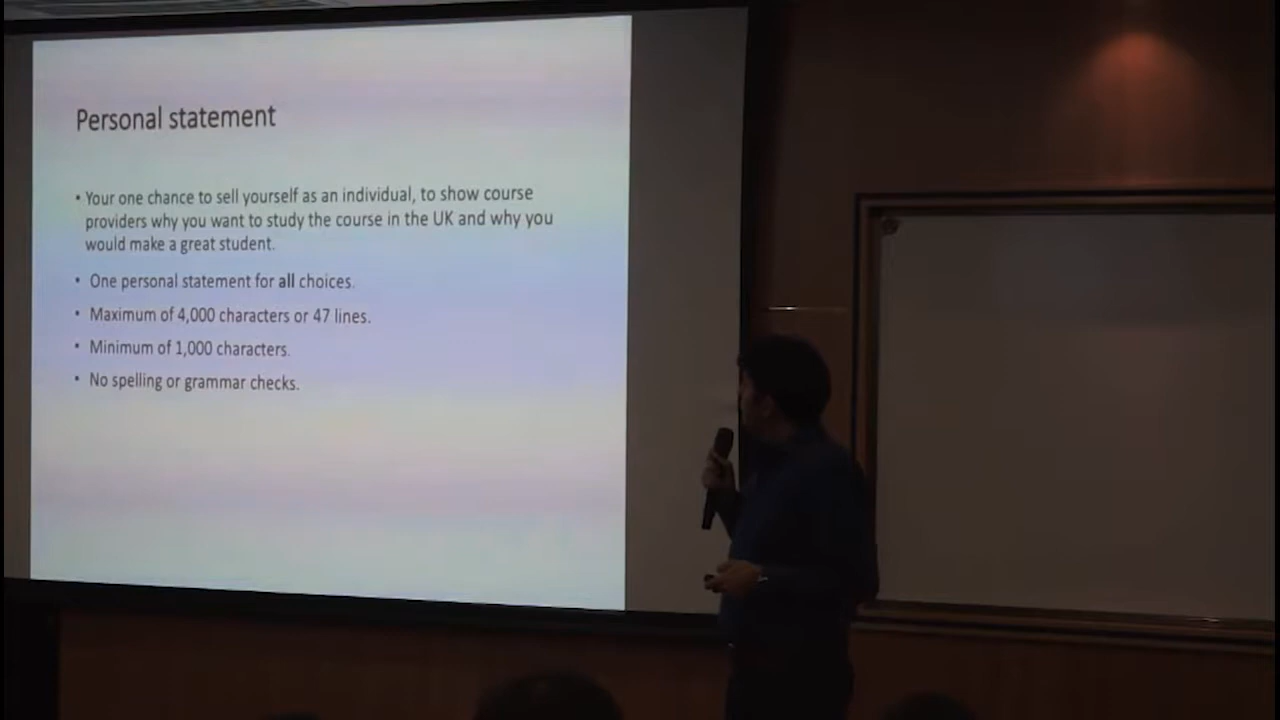 Personal statement
• Your one chance to sell yourself as an individual, to show course
providers why you want to study the course in the UK and why you
would make a great student.
• One personal statement for all choices.
• Maximum of 4,000 characters or 47 lines.
• Minimum of 1,000 characters.
• No spelling or grammar checks.